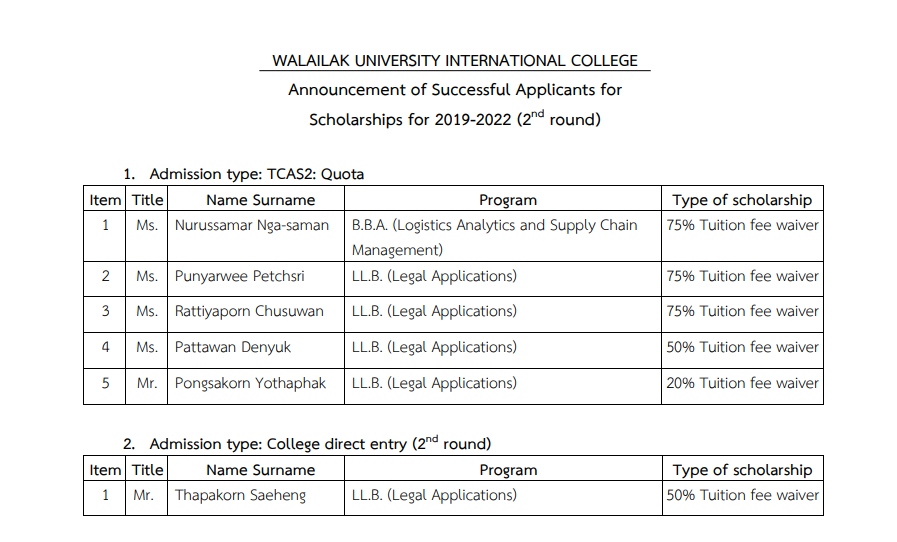 WALAILAK UNIVERSITY INTERNATIONAL COLLEGE
Announcement of Successful Applicants for
Scholarships for 2019-2022 (2nd round)
1. Admission type: TCAS2: Quota
Item Title Name Surname Program Type of scholarship
1 Ms. Nurussamar Nga-saman B.B.A. (Logistics Analytics and Supply Chain 75% Tuition fee waiver
Management)
2 Ms. Punyarwee Petchsri LL.B. (Legal Applications) 75% Tuition fee waiver
3 Ms. Rattiyaporn Chusuwan LL.B. (Legal Applications) 75% Tuition fee waiver
4 Ms. Pattawan Denyuk LL.B. (Legal Applications) 50% Tuition fee waiver
5 Mr. Pongsakorn Yothaphak LL.B. (Legal Applications) 20% Tuition fee waiver
2. Admission type: College direct entry (2nd round)
Item Title Name Surname Program Type of scholarship
1 Mr. Thapakorn Saeheng LL.B. (Legal Applications) 50% Tuition fee waiver